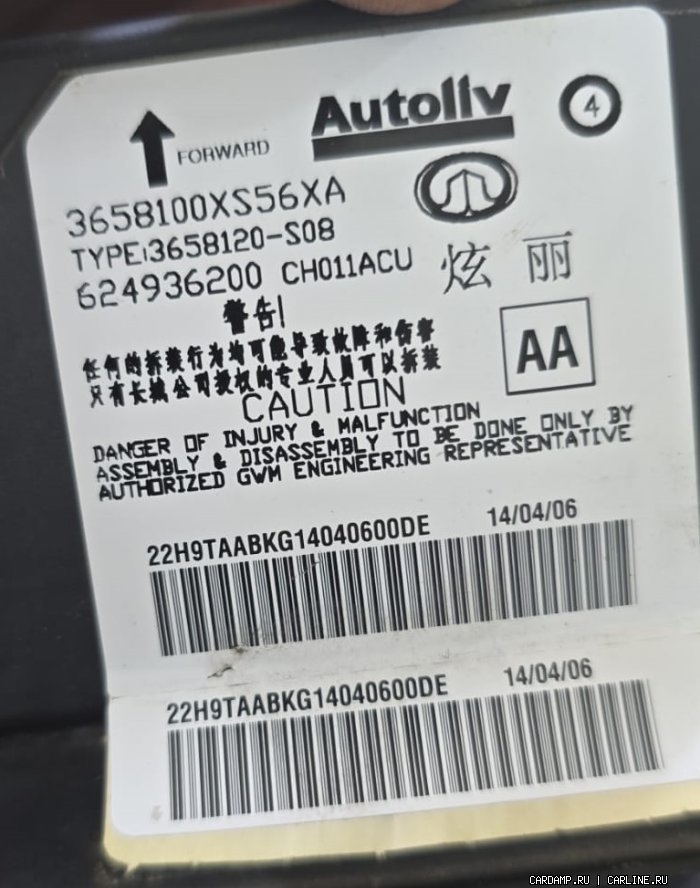 FORWARD
Autoliv
4
3658100XS56XA
TYPE:3658120-S08
624936200 CH011ACU
炫丽
警告!
任何的拆装行为均可能导致故障和伤害
只有长城公司授权的专业人员可以拆装
AA
CAUTION
DANGER OF INJURY & MALFUNCTION
ASSEMBLY & DISASSEMBLY TO BE DONE ONLY BY
AUTHORIZED GWM ENGINEERING REPRESENTATIVE
22H9TAABKG14040600DE 14/04/06
22H9TAABKG14040600DE 14/04/06
CARDAMP.RU | CARLINE.RU